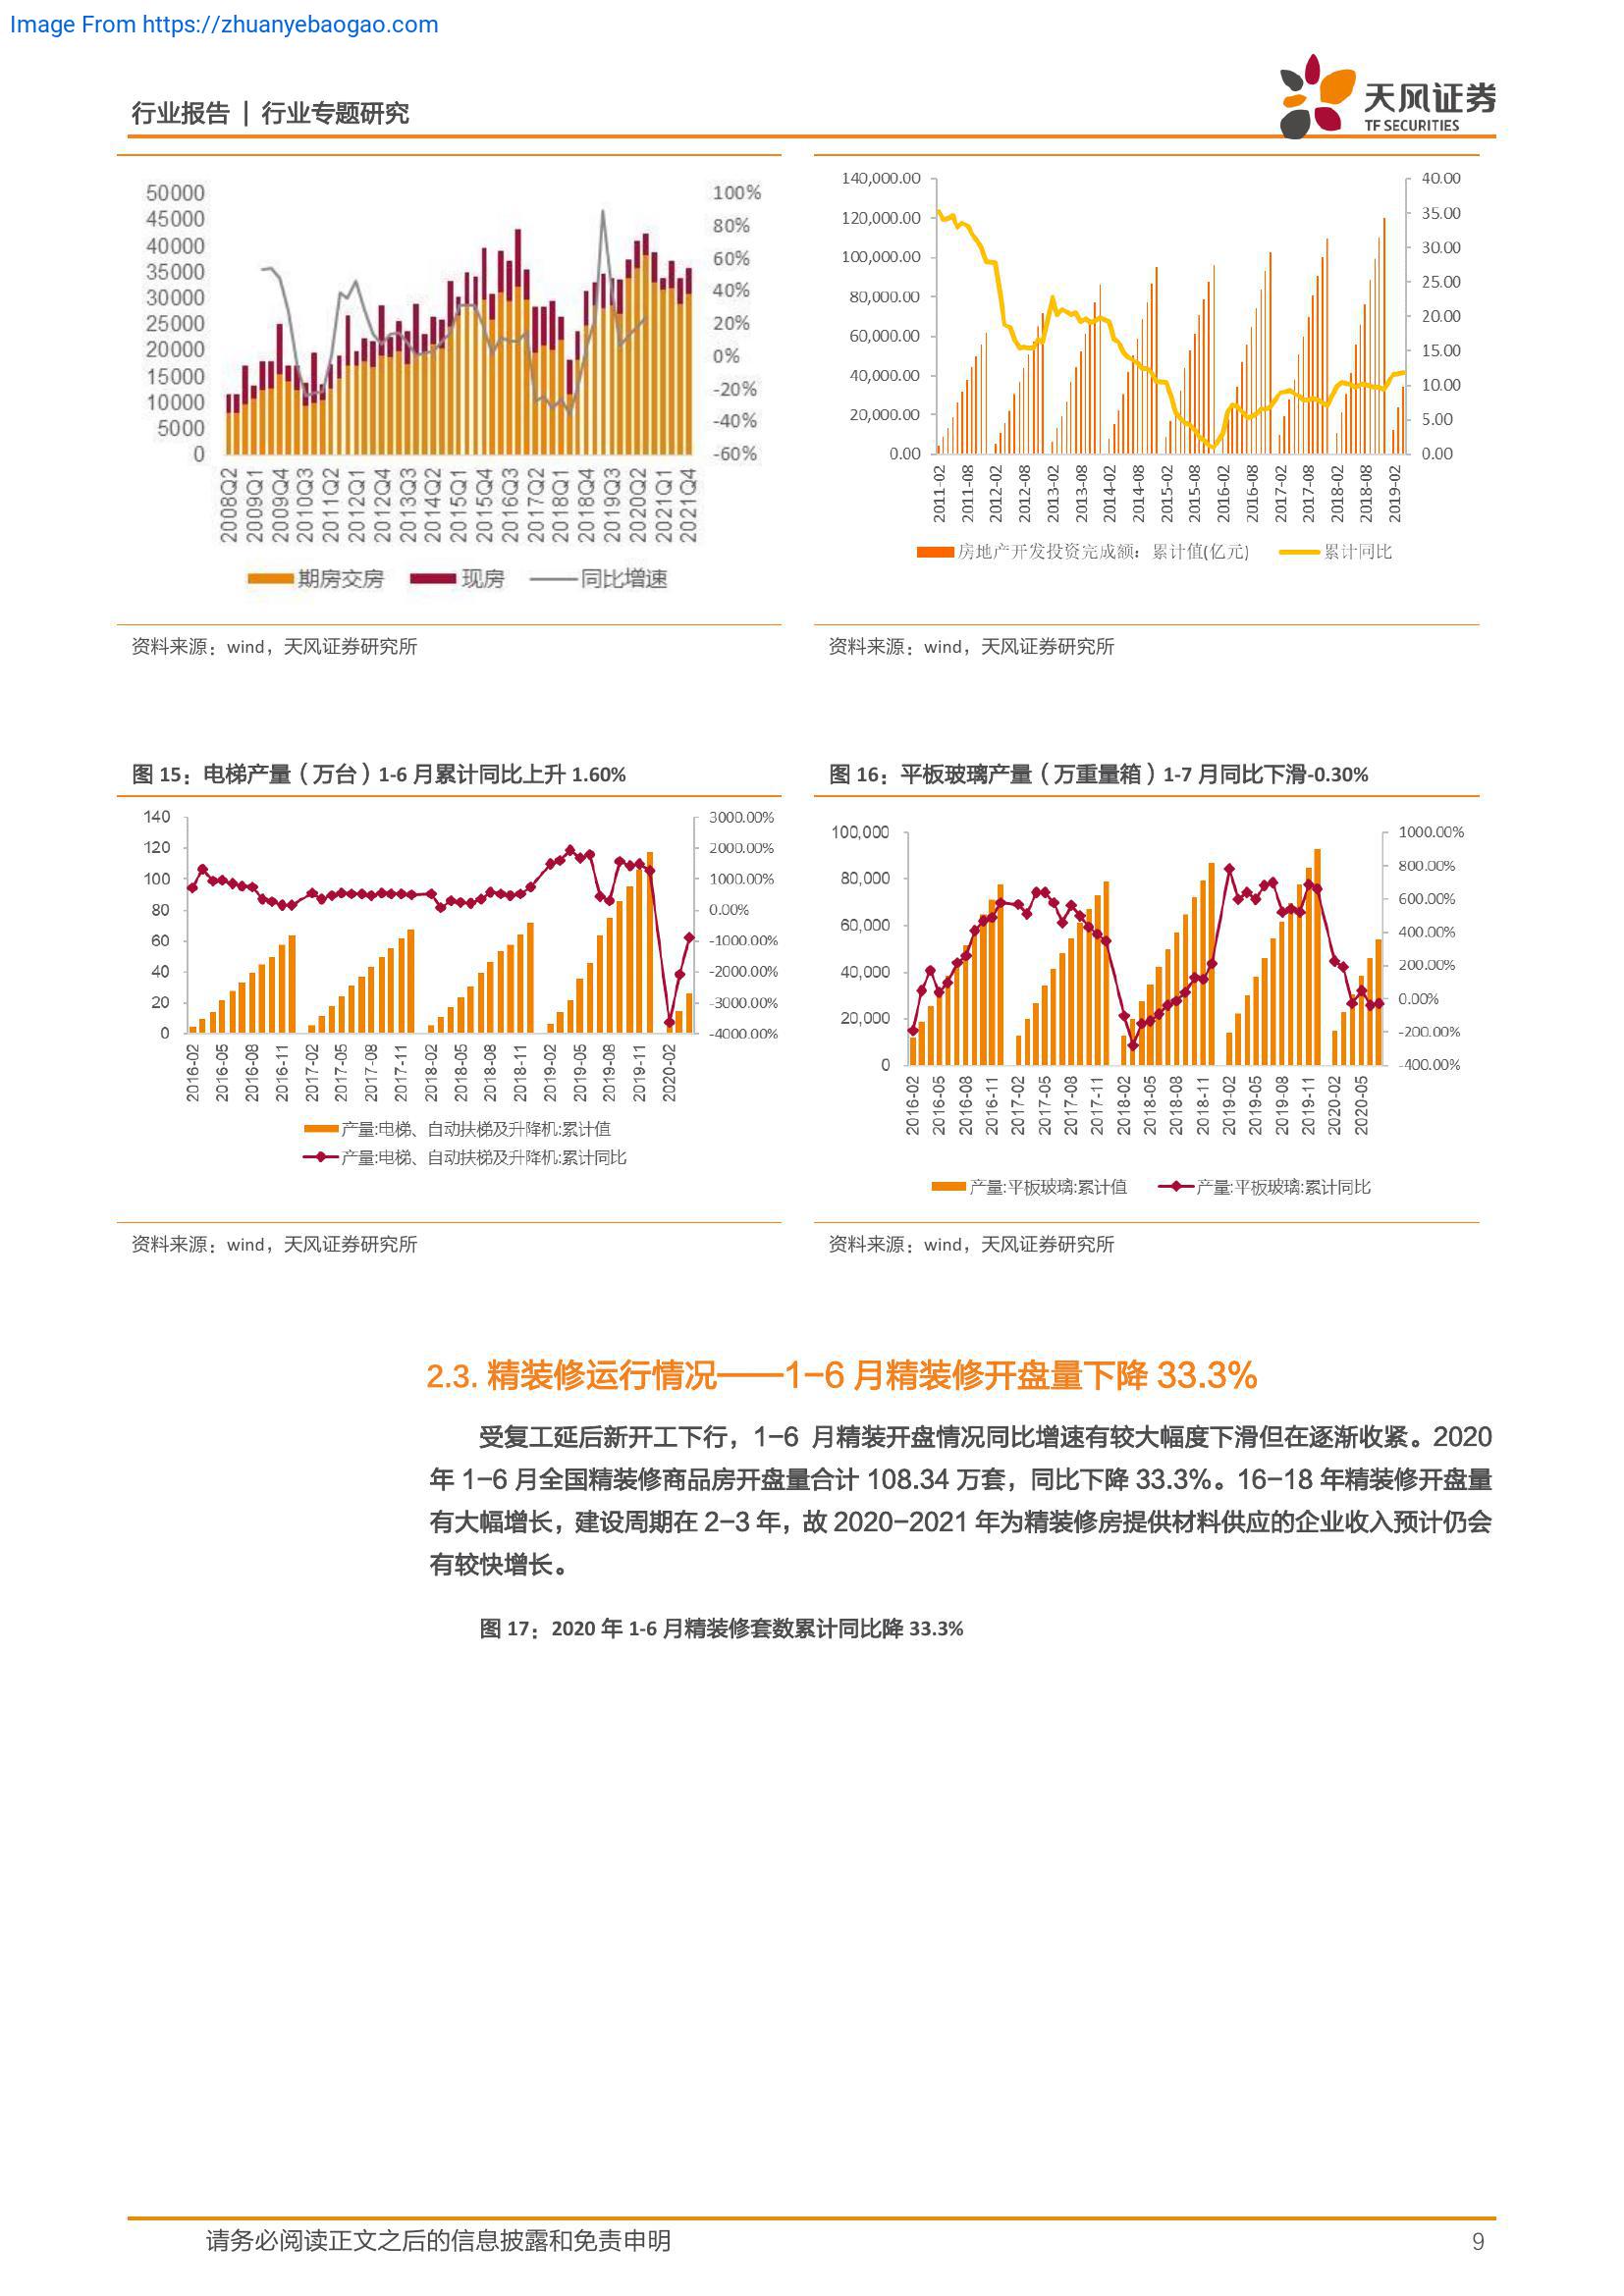 Image From https://zhuanyebaogao.com
行业报告 | 行业专题研究
天风证券
TF SECURITIES
50000
45000
40000
35000
30000
25000
20000
15000
10000
5000
0
100%
80%
60%
40%
20%
0%
-20%
-40%
-60%
2008Q2
2009Q1
2009Q4
2010Q3
2011Q2
2012Q1
2012Q4
2013Q3
2014Q2
2015Q1
2015Q4
2016Q3
2017Q2
2018Q1
2018Q4
2019Q3
2020Q2
2021Q1
2021Q4
期房交房 现房 同比增速
140,000.00
120,000.00
100,000.00
80,000.00
60,000.00
40,000.00
20,000.00
0.00
40.00
35.00
30.00
25.00
20.00
15.00
10.00
5.00
0.00
2011-02
2011-08
2012-02
2012-08
2013-02
2013-08
2014-02
2014-08
2015-02
2015-08
2016-02
2016-08
2017-02
2017-08
2018-02
2018-08
2019-02
房地产开发投资完成额：累计值(亿元) 累计同比
资料来源：wind，天风证券研究所
资料来源：wind，天风证券研究所
图 15：电梯产量（万台）1-6 月累计同比上升 1.60%
140
120
100
80
60
40
20
0
3000.00%
2000.00%
1000.00%
0.00%
-1000.00%
-2000.00%
-3000.00%
-4000.00%
2016-02
2016-05
2016-08
2016-11
2017-02
2017-05
2017-08
2017-11
2018-02
2018-05
2018-08
2018-11
2019-02
2019-05
2019-08
2019-11
2020-02
产量:电梯、自动扶梯及升降机:累计值
产量:电梯、自动扶梯及升降机:累计同比
图 16：平板玻璃产量（万重量箱）1-7 月同比下滑-0.30%
100,000
80,000
60,000
40,000
20,000
0
1000.00%
800.00%
600.00%
400.00%
200.00%
0.00%
-200.00%
-400.00%
2016-02
2016-05
2016-08
2016-11
2017-02
2017-05
2017-08
2017-11
2018-02
2018-05
2018-08
2018-11
2019-02
2019-05
2019-08
2019-11
2020-02
2020-05
产量:平板玻璃:累计值 产量:平板玻璃:累计同比
资料来源：wind，天风证券研究所
资料来源：wind，天风证券研究所
2.3. 精装修运行情况——1-6 月精装修开盘量下降 33.3%
受复工延后新开工下行，1-6 月精装开盘情况同比增速有较大幅度下滑但在逐渐收紧。2020
年 1-6 月全国精装修商品房开盘量合计 108.34 万套，同比下降 33.3%。16-18 年精装修开盘量
有大幅增长，建设周期在 2-3 年，故 2020-2021 年为精装修房提供材料供应的企业收入预计仍会
有较快增长。
图 17：2020 年 1-6 月精装修套数累计同比降 33.3%
请务必阅读正文之后的信息披露和免责申明
9